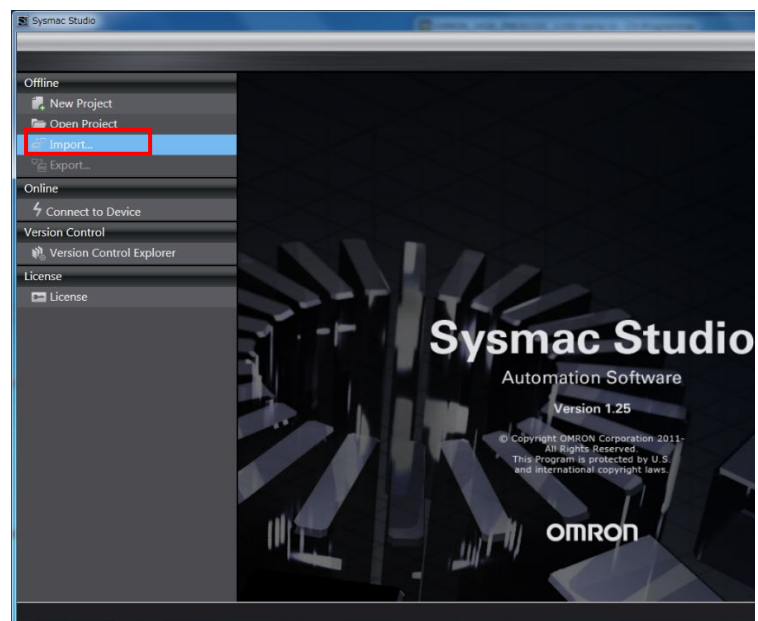 Sysmac Studio
Offline
New Project
Open Project
Import...
Export...
Online
Connect to Device
Version Control
Version Control Explorer
License
License
Sysmac Studio
Automation Software
Version 1.25
© Copyright OMRON Corporation 2011-
All Rights Reserved.
This Program is protected by U.S.
and international copyright laws.
OMRON